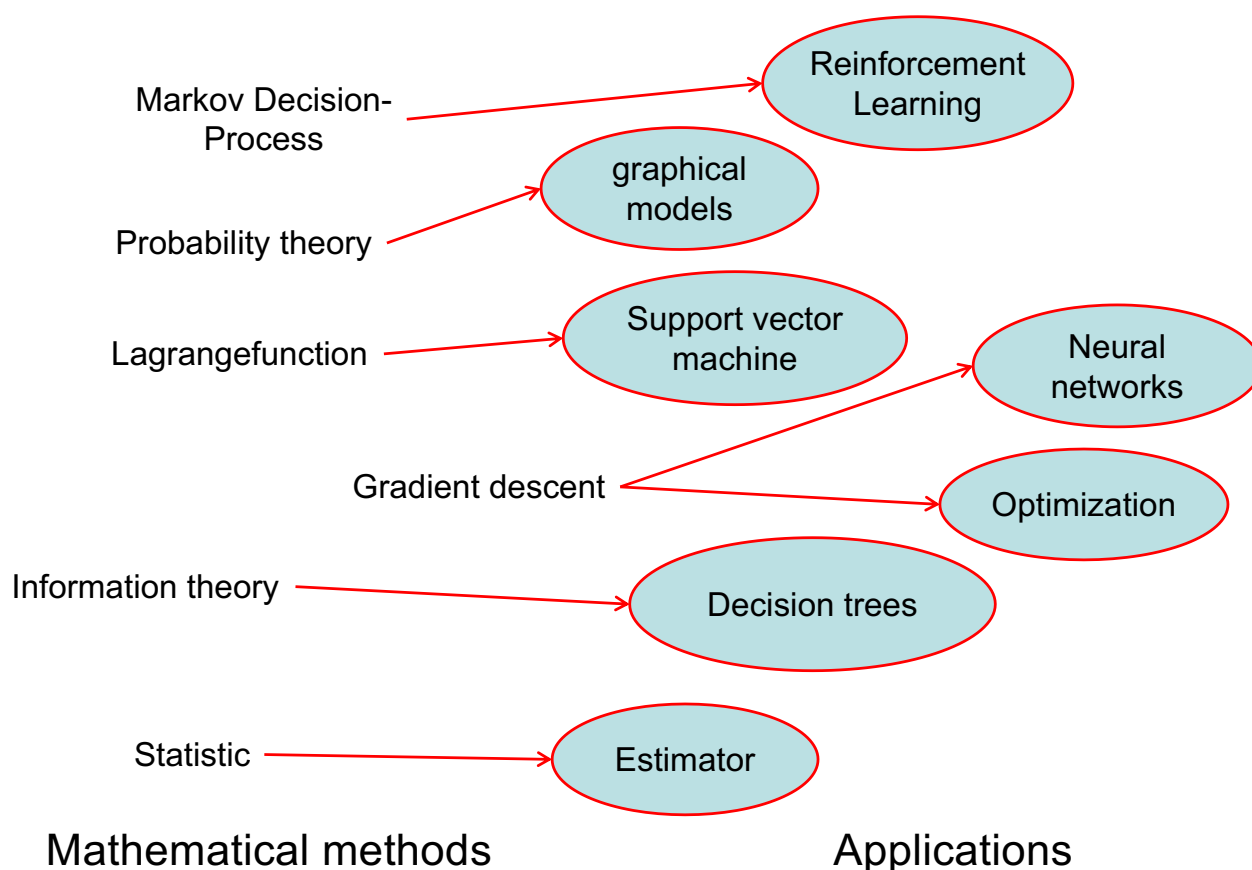 Reinforcement
Learning
Markov Decision-
Process
graphical
models
Probability theory
Support vector
machine
Lagrangefunction
Neural
networks
Gradient descent
Optimization
Information theory
Decision trees
Statistic
Estimator
Mathematical methods
Applications